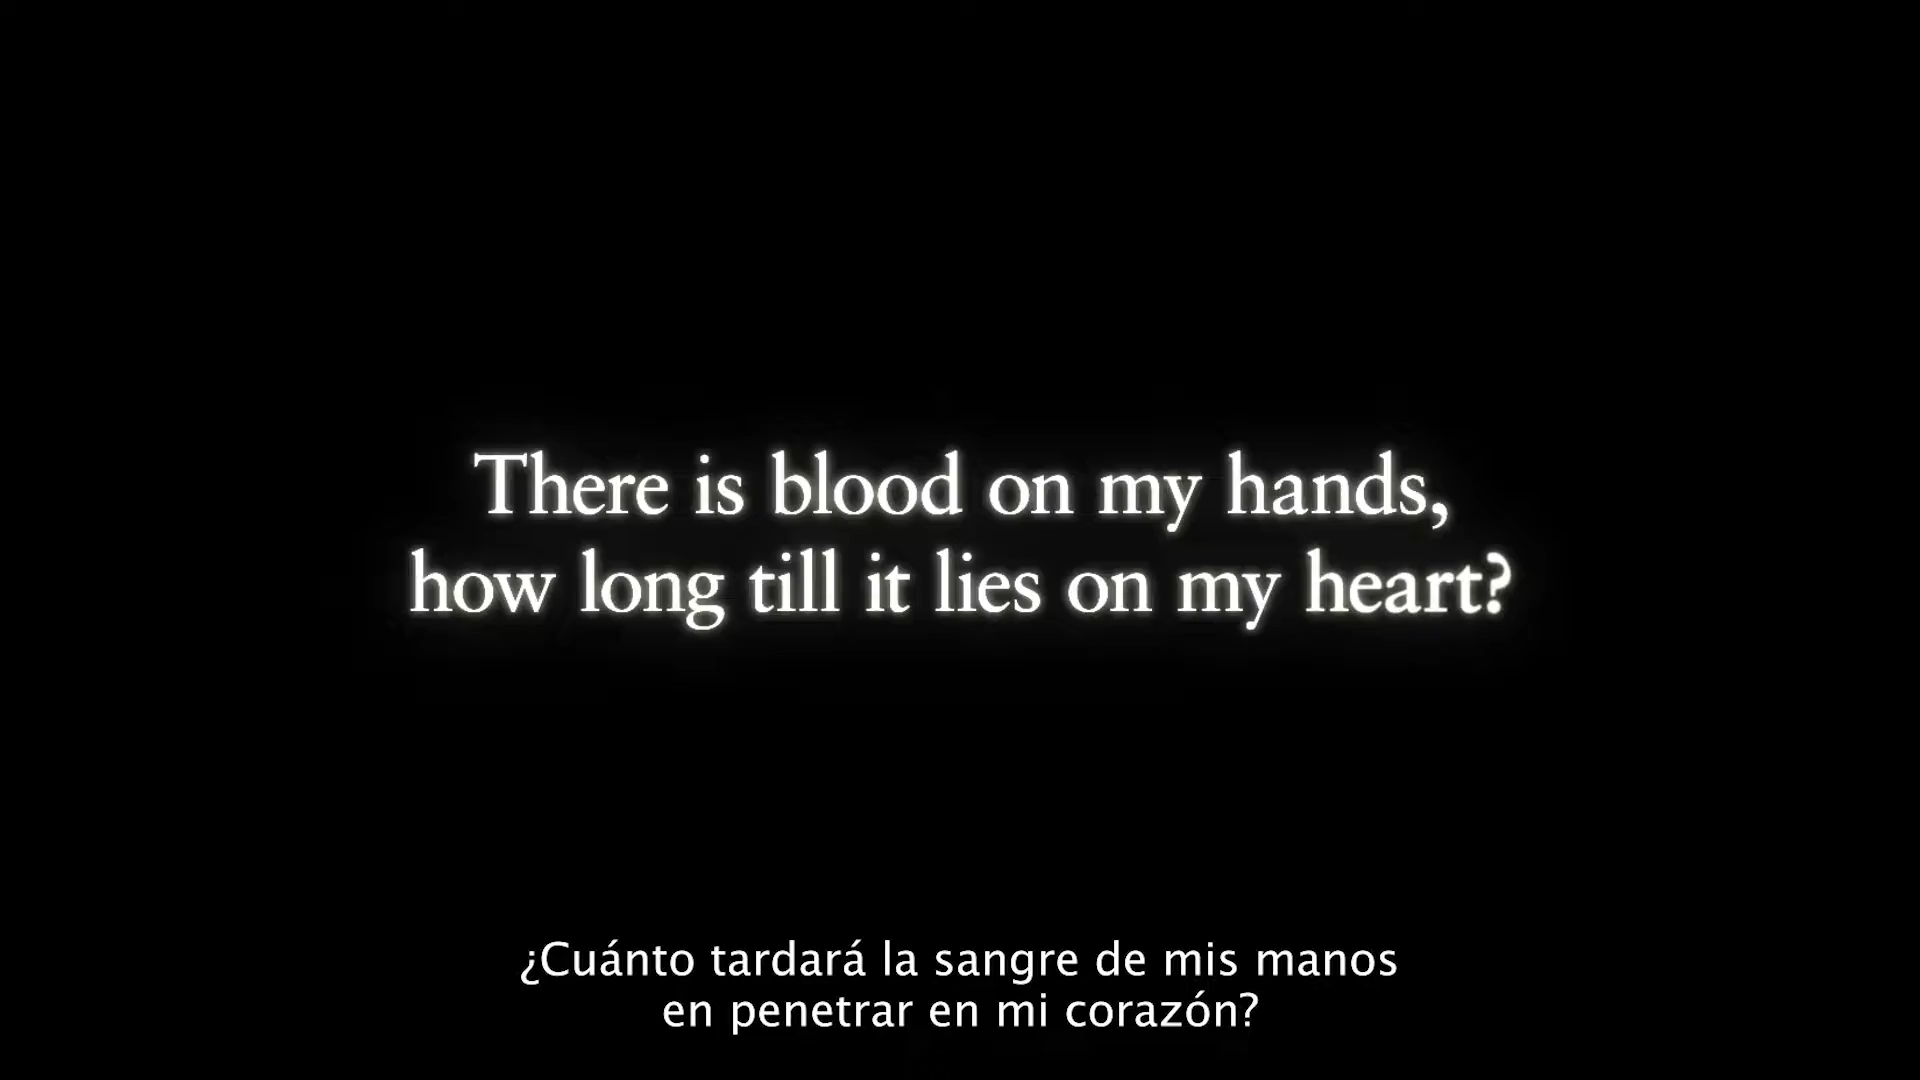 There is blood on my hands,
how long till it lies on my heart?
¿Cuánto tardará la sangre de mis manos
en penetrar en mi corazón?